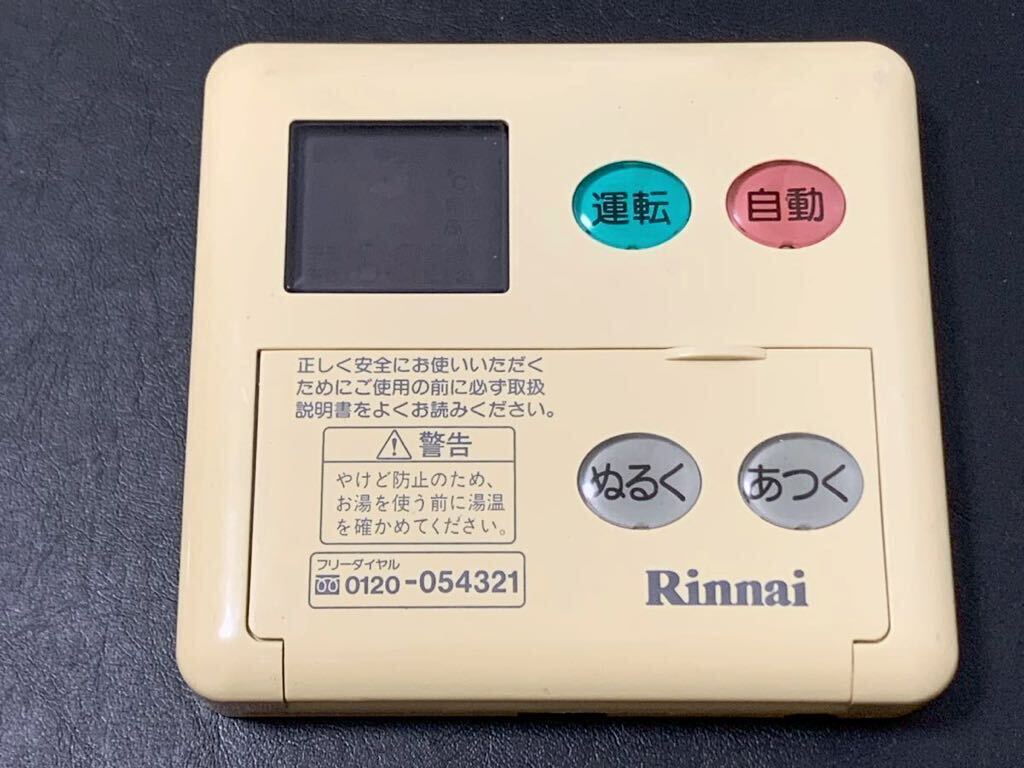 運転
自動
正しく安全にお使いいただく
ためにご使用の前に必ず取扱
説明書をよくお読みください。
警告
やけど防止のため、
お湯を使う前に湯温
を確かめてください。
フリーダイヤル
0120-054321
ぬるく
あつく
Rinnai